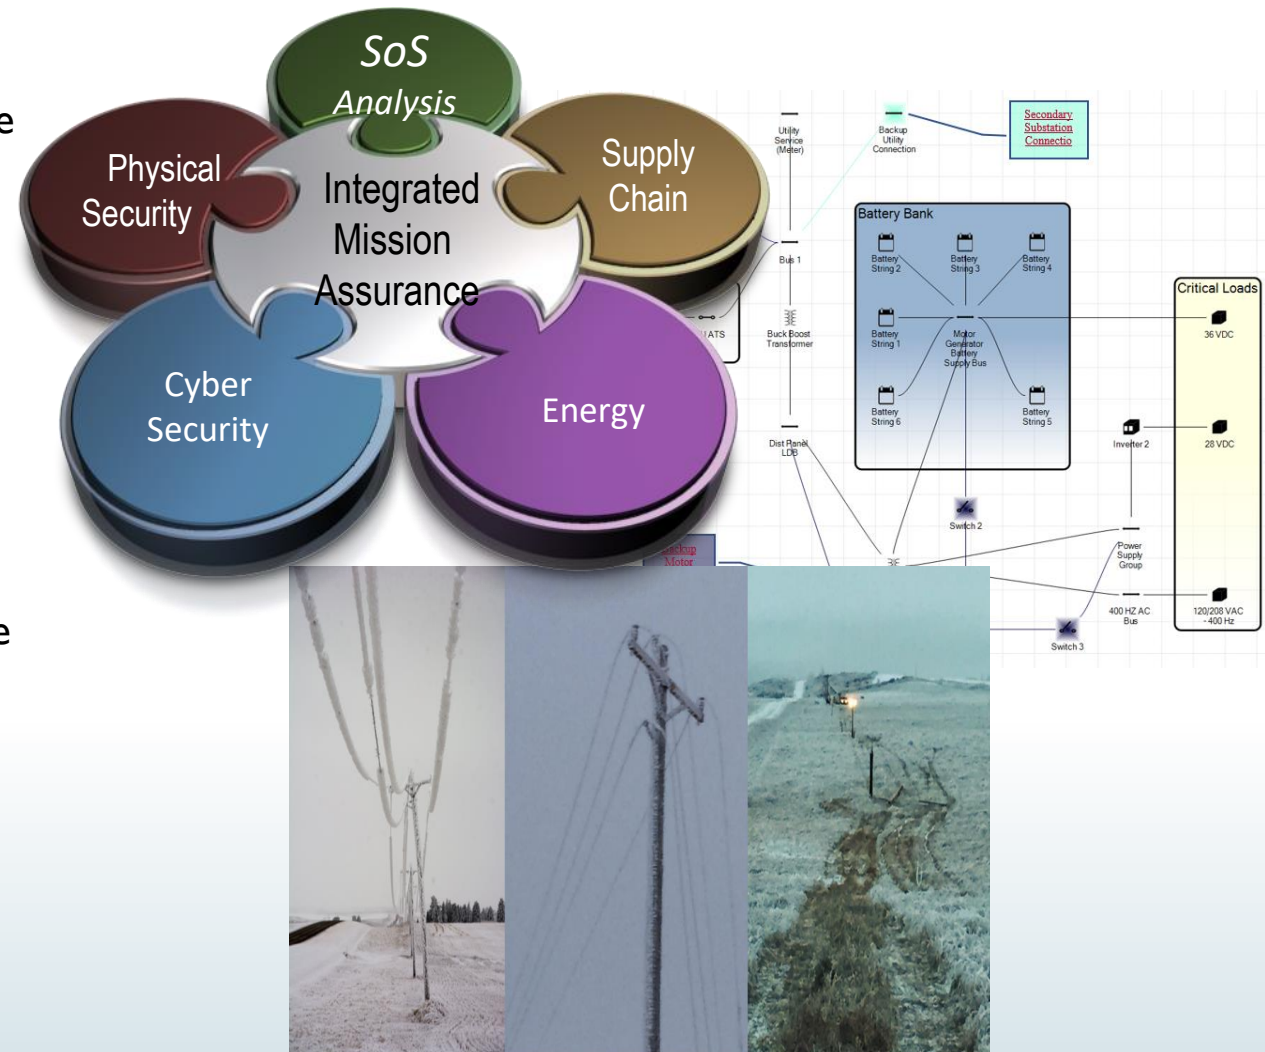 e
SoS
Analysis
Physical
Security
Integrated
Mission
Assurance
Supply
Chain
Cyber
Security
Energy
e
Utility
Service
(Meter)
Backup
Utility
Connection
Secondary
Substation
Connectio
Bus 1
ATS
Buck Boost
Transformer
Dist Panel
LDB
Battery Bank
Battery
String 2
Battery
String 3
Battery
String 4
Battery
String 1
Motor
Generator
Battery
Supply Bus
Battery
String 6
Battery
String 5
Switch 2
Backup
Motor
Critical Loads
36 VDC
Inverter 2
28 VDC
Power
Supply
Group
400 HZ AC
Bus
120/208 VAC
- 400 Hz
Switch 3